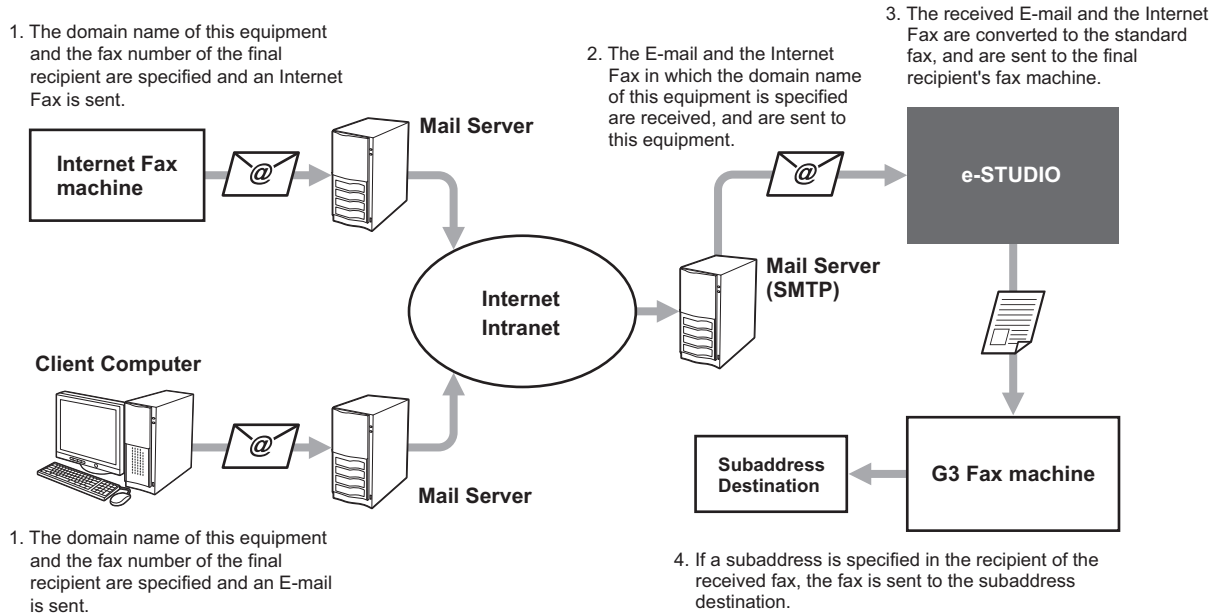 1. The domain name of this equipment
and the fax number of the final
recipient are specified and an Internet
Fax is sent.
Internet Fax
machine
@
Mail Server
2. The E-mail and the Internet
Fax in which the domain name
of this equipment is specified
are received, and are sent to
this equipment.
@
3. The received E-mail and the Internet
Fax are converted to the standard
fax, and are sent to the final
recipient's fax machine.
e-STUDIO
Internet
Intranet
Mail Server
(SMTP)
Client Computer
@
Mail Server
1. The domain name of this equipment
and the fax number of the final
recipient are specified and an E-mail
is sent.
Subaddress
Destination
G3 Fax machine
4. If a subaddress is specified in the recipient of the
received fax, the fax is sent to the subaddress
destination.